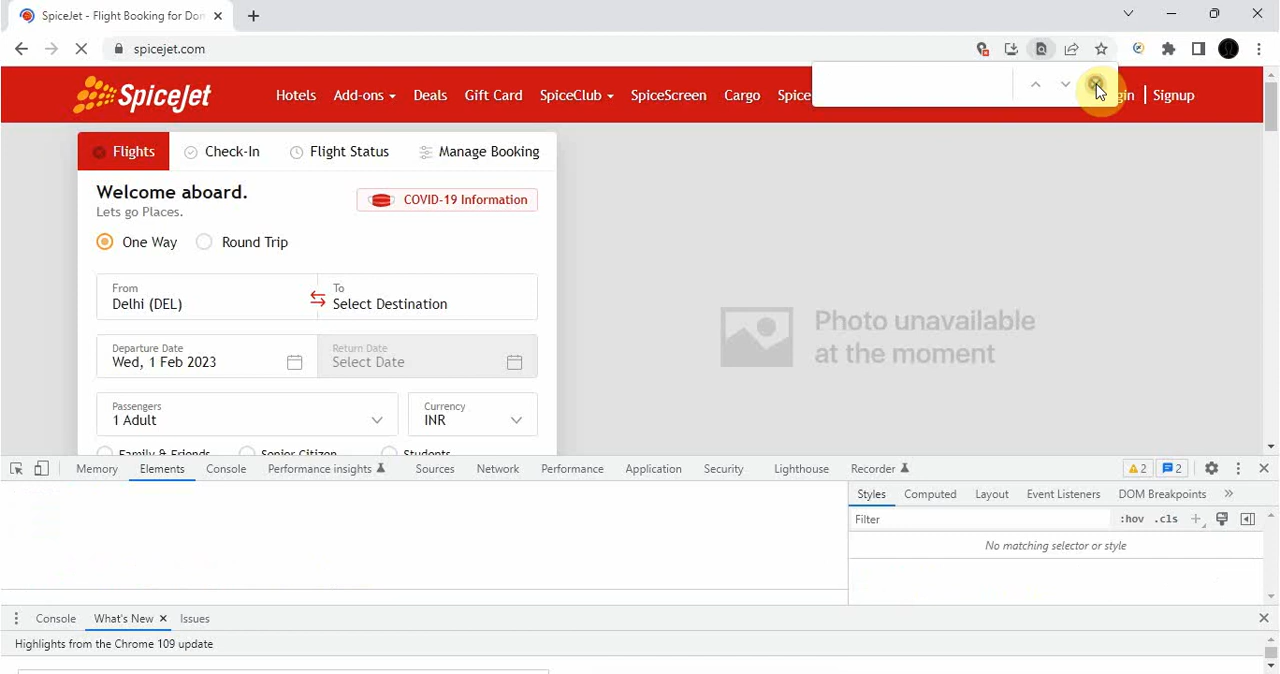 SpiceJet - Flight Booking for Don
spicejet.com
SpiceJet
Hotels Add-ons Deals Gift Card SpiceClub SpiceScreen Cargo Spice Signup
Flights Check-In Flight Status Manage Booking
Welcome aboard.
Lets go Places.
COVID-19 Information
One Way Round Trip
From
Delhi (DEL)
To
Select Destination
Departure Date
Wed, 1 Feb 2023
Return Date
Select Date
Passengers
1 Adult
Currency
INR
Family & Friends Senior Citizen Students
Photo unavailable
at the moment
Memory Elements Console Performance insights Sources Network Performance Application Security Lighthouse Recorder 2 2
Styles Computed Layout Event Listeners DOM Breakpoints »
Filter :hov .cls +
No matching selector or style
Console What's New Issues
Highlights from the Chrome 109 update